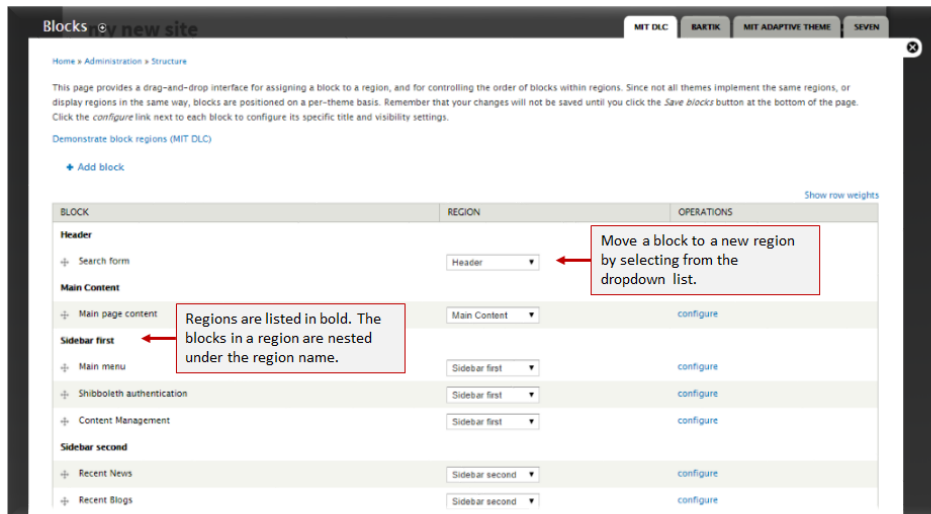 Blocks
my new site
MIT DLC
BARTIK
MIT ADAPTIVE THEME
SEVEN
Home » Administration » Structure
This page provides a drag-and-drop interface for assigning a block to a region, and for controlling the order of blocks within regions. Since not all themes implement the same regions, or
display regions in the same way, blocks are positioned on a per-theme basis. Remember that your changes will not be saved until you click the Save blocks button at the bottom of the page.
Click the configure link next to each block to configure its specific title and visibility settings.
Demonstrate block regions (MIT DLC)
+ Add block
Show row weights
BLOCK REGION OPERATIONS
Header
Search form Header
Move a block to a new region
by selecting from the
dropdown list.
Main Content
Main page content Main Content configure
Regions are listed in bold. The
blocks in a region are nested
under the region name.
Sidebar first
Main menu Sidebar first configure
Shibboleth authentication Sidebar first configure
Content Management Sidebar first configure
Sidebar second
Recent News Sidebar second configure
Recent Blogs Sidebar second configure